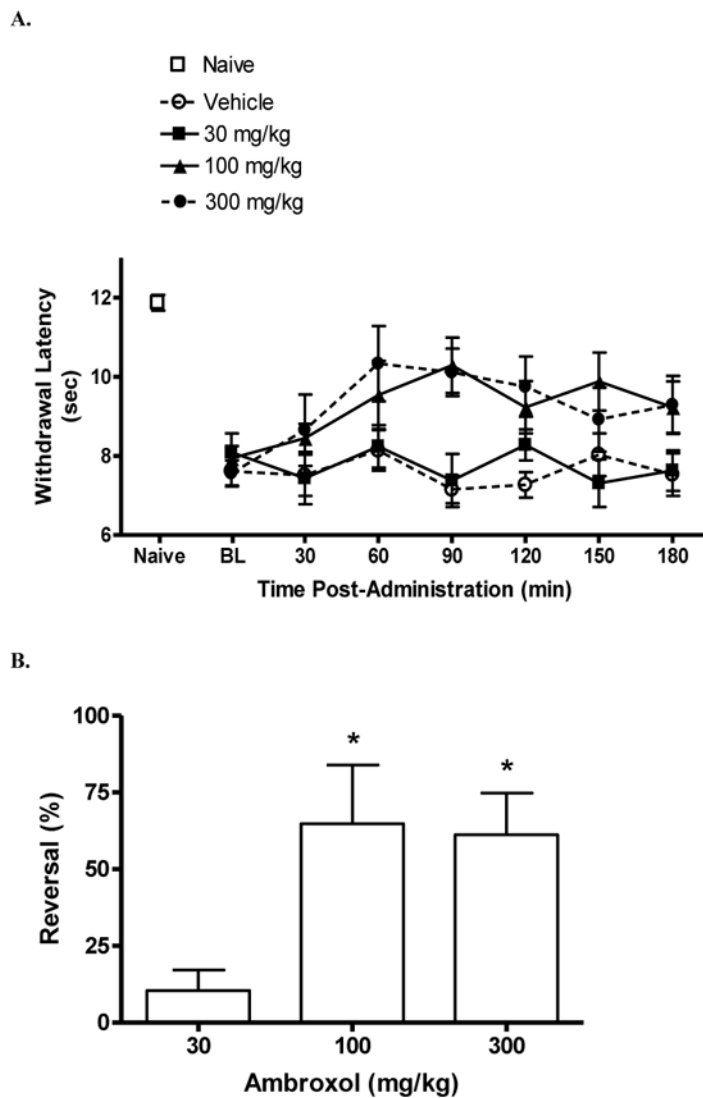 A.
Naive
Vehicle
30 mg/kg
100 mg/kg
300 mg/kg
Withdrawal Latency
(sec)
12
10
8
6
Naive BL 30 60 90 120 150 180
Time Post-Administration (min)
B.
Reversal (%)
100
75
50
25
0
* *
30 100 300
Ambroxol (mg/kg)